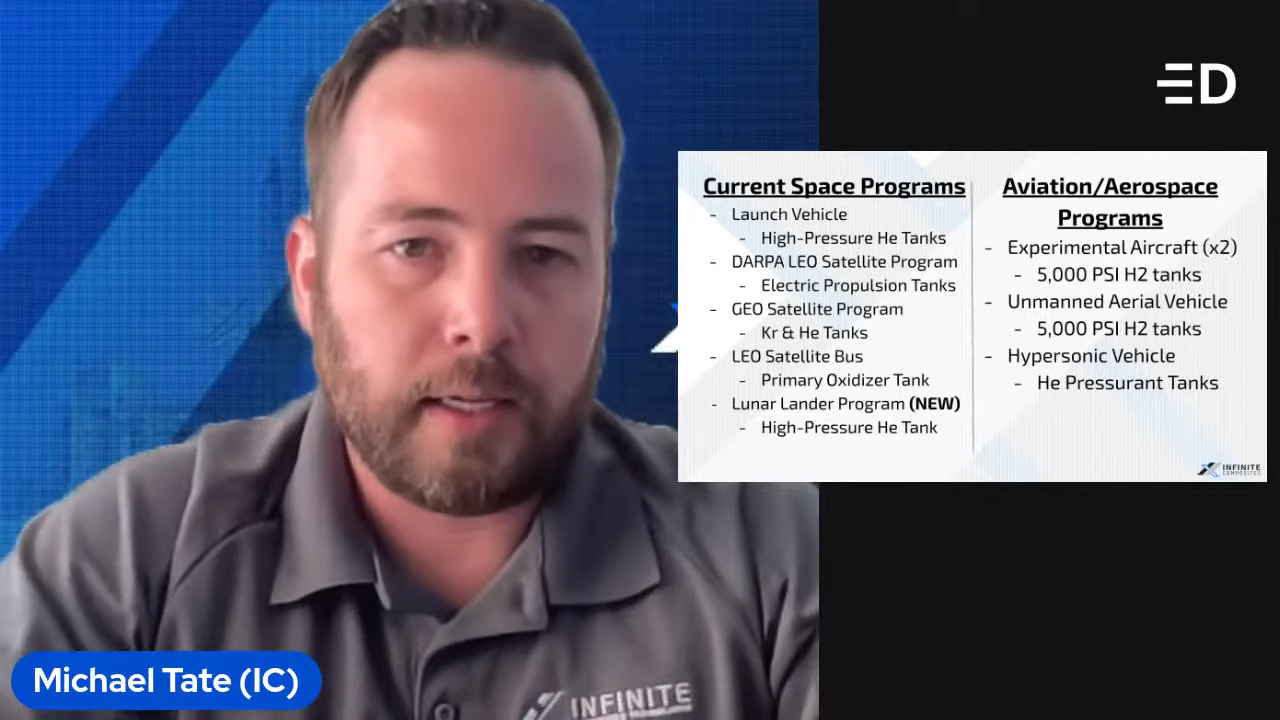 ED
Current Space Programs
- Launch Vehicle
- High-Pressure He Tanks
- DARPA LEO Satellite Program
- Electric Propulsion Tanks
- GEO Satellite Program
- Kr & He Tanks
- LEO Satellite Bus
- Primary Oxidizer Tank
- Lunar Lander Program (NEW)
- High-Pressure He Tank
Aviation/Aerospace
Programs
- Experimental Aircraft (x2)
- 5,000 PSI H2 tanks
- Unmanned Aerial Vehicle
- 5,000 PSI H2 tanks
- Hypersonic Vehicle
- He Pressurant Tanks
INFINITE
COMPOSITES
Michael Tate (IC)
INFINITE